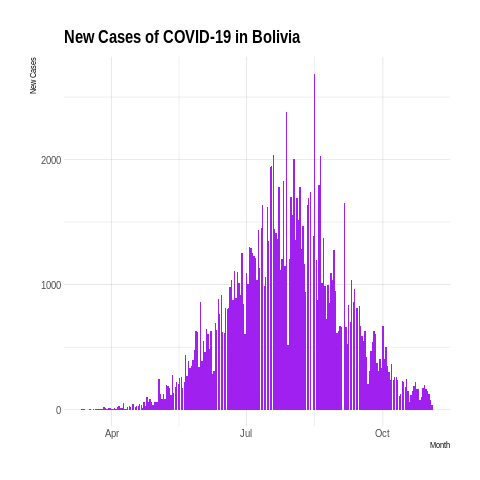 New Cases of COVID-19 in Bolivia
New Cases
2000
1000
0
Apr
Jul
Oct
Month